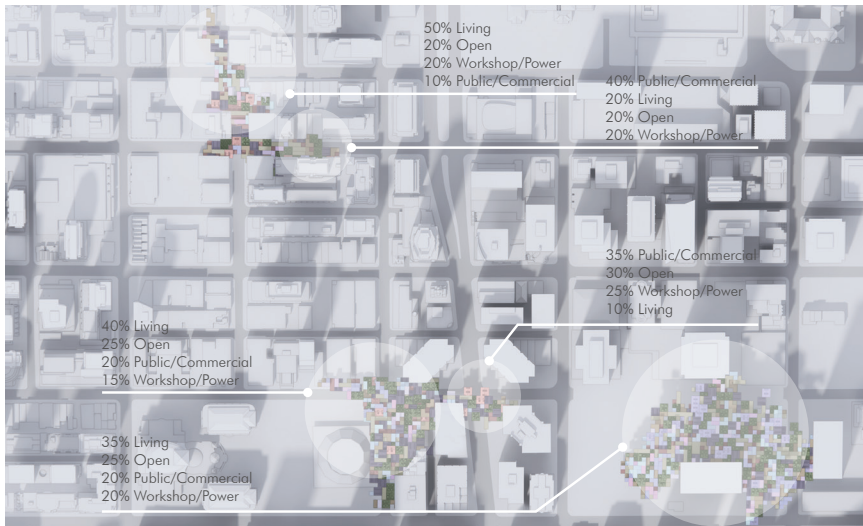 50% Living
20% Open
20% Workshop/Power
10% Public/Commercial
40% Public/Commercial
20% Living
20% Open
20% Workshop/Power
35% Public/Commercial
30% Open
25% Workshop/Power
10% Living
40% Living
25% Open
20% Public/Commercial
15% Workshop/Power
35% Living
25% Open
20% Public/Commercial
20% Workshop/Power